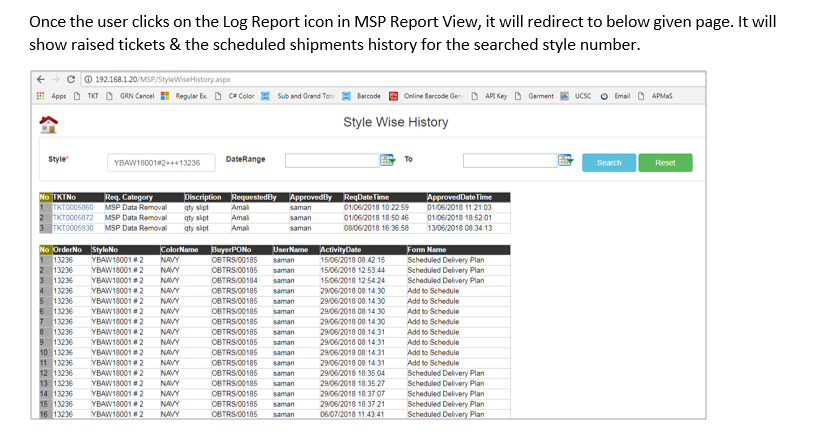 Once the user clicks on the Log Report icon in MSP Report View, it will redirect to below given page. It will
show raised tickets & the scheduled shipments history for the searched style number.
192.168.1.20/MSP/StyleWiseHistory.aspx
Apps TKT GRN Cancel Regular Ex. C# Color Sub and Grand Tot Barcode Online Barcode Gen API Key Garment UCSC Email APMaS
Style Wise History
Style* YBAW18001#2+++13236 DateRange To Search Reset
No TKTNo Req. Category Discription RequestedBy ApprovedBy ReqDateTime ApprovedDateTime
1 TKT0005860 MSP Data Removal qty slipt Amali saman 01/06/2018 10:22:59 01/06/2018 11:21:03
2 TKT0005872 MSP Data Removal qty slipt Amali saman 01/06/2018 18:50:46 01/06/2018 18:52:01
3 TKT0005930 MSP Data Removal qty slipt Amali saman 08/06/2018 16:36:58 13/06/2018 08:34:13
No OrderNo StyleNo ColorName BuyerPONo UserName ActivityDate Form Name
1 13236 YBAW18001 # 2 NAVY OBTRS/00185 saman 15/06/2018 08:42:15 Scheduled Delivery Plan
2 13236 YBAW18001 # 2 NAVY OBTRS/00185 saman 15/06/2018 12:53:44 Scheduled Delivery Plan
3 13236 YBAW18001 # 2 NAVY OBTRS/00184 saman 15/06/2018 12:54:24 Scheduled Delivery Plan
4 13236 YBAW18001 # 2 NAVY OBTRS/00185 saman 29/06/2018 08:14:30 Add to Schedule
5 13236 YBAW18001 # 2 NAVY OBTRS/00185 saman 29/06/2018 08:14:30 Add to Schedule
6 13236 YBAW18001 # 2 NAVY OBTRS/00185 saman 29/06/2018 08:14:30 Add to Schedule
7 13236 YBAW18001 # 2 NAVY OBTRS/00185 saman 29/06/2018 08:14:30 Add to Schedule
8 13236 YBAW18001 # 2 NAVY OBTRS/00185 saman 29/06/2018 08:14:31 Add to Schedule
9 13236 YBAW18001 # 2 NAVY OBTRS/00185 saman 29/06/2018 08:14:31 Add to Schedule
10 13236 YBAW18001 # 2 NAVY OBTRS/00185 saman 29/06/2018 08:14:31 Add to Schedule
11 13236 YBAW18001 # 2 NAVY OBTRS/00185 saman 29/06/2018 08:14:31 Add to Schedule
12 13236 YBAW18001 # 2 NAVY OBTRS/00185 saman 29/06/2018 18:35:04 Scheduled Delivery Plan
13 13236 YBAW18001 # 2 NAVY OBTRS/00185 saman 29/06/2018 18:35:27 Scheduled Delivery Plan
14 13236 YBAW18001 # 2 NAVY OBTRS/00185 saman 29/06/2018 18:37:07 Scheduled Delivery Plan
15 13236 YBAW18001 # 2 NAVY OBTRS/00185 saman 29/06/2018 18:37:21 Scheduled Delivery Plan
16 13236 YBAW18001 # 2 NAVY OBTRS/00185 saman 06/07/2018 11:43:41 Scheduled Delivery Plan